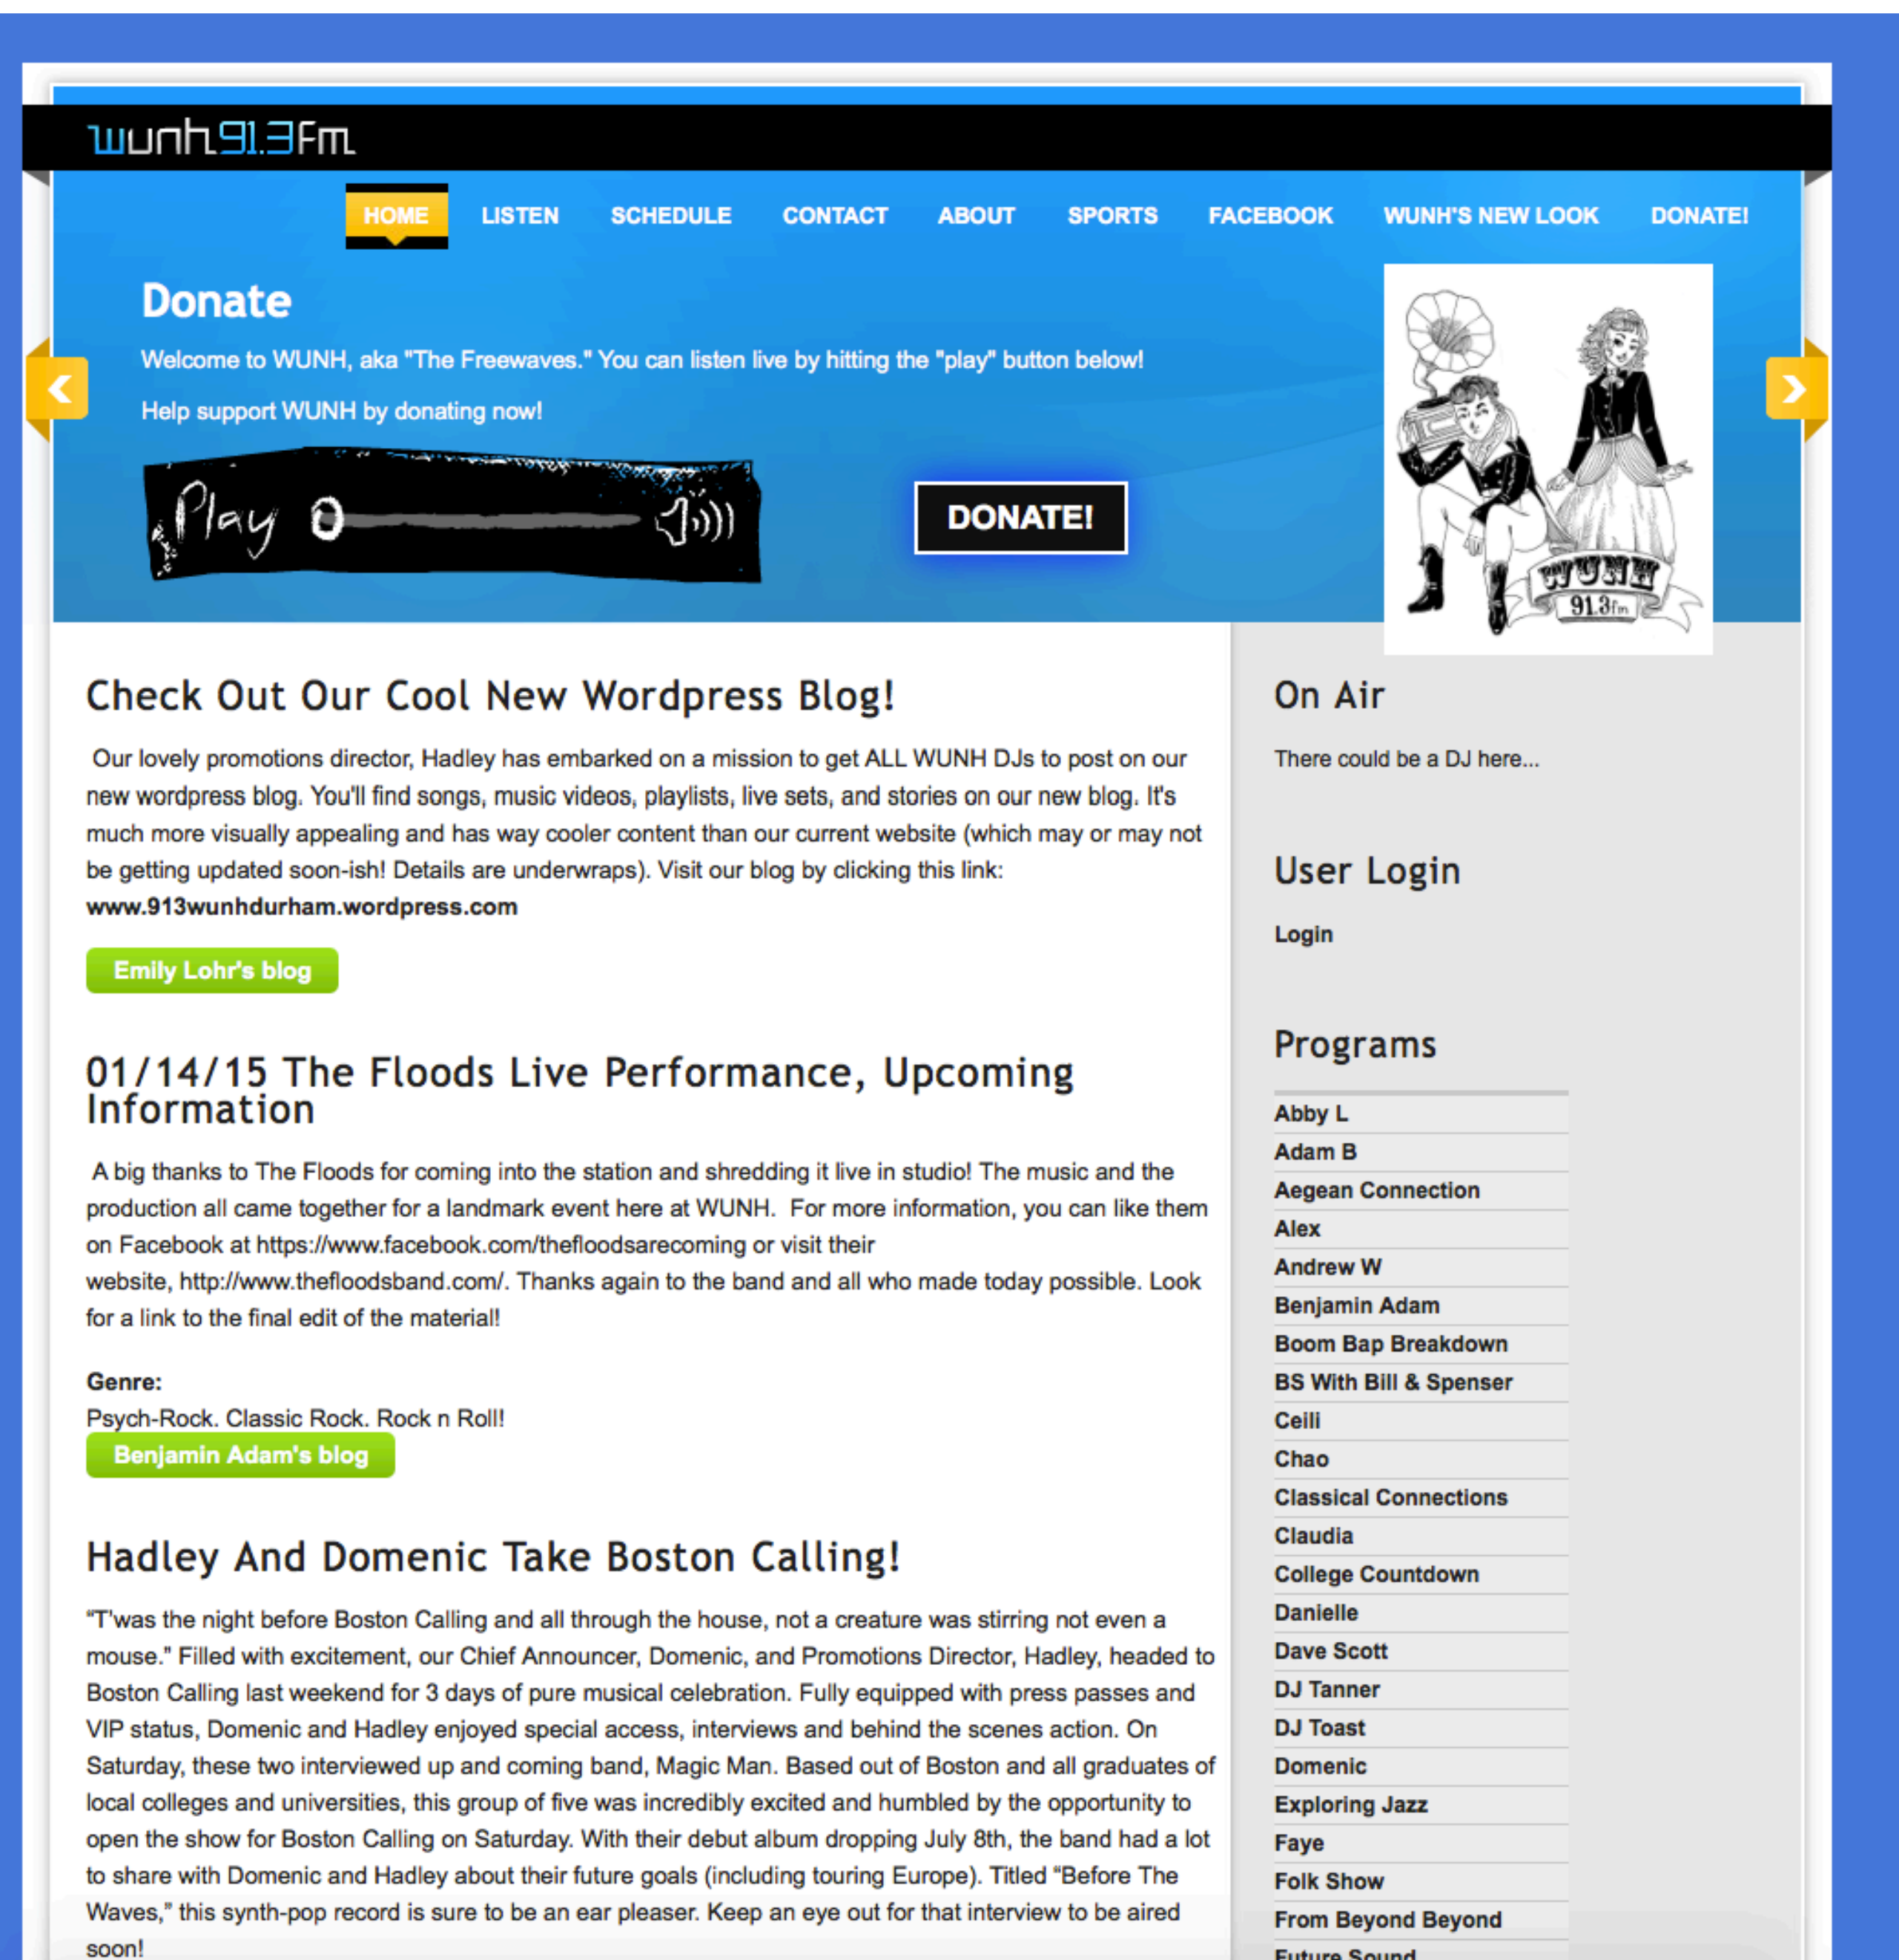 wunh91.3Fm
HOME LISTEN SCHEDULE CONTACT ABOUT SPORTS FACEBOOK WUNH'S NEW LOOK DONATE!
Donate
Welcome to WUNH, aka "The Freewaves." You can listen live by hitting the "play" button below!
Help support WUNH by donating now!
Play
DONATE!
WUNH
91.3fm
Check Out Our Cool New Wordpress Blog!
Our lovely promotions director, Hadley has embarked on a mission to get ALL WUNH DJs to post on our
new wordpress blog. You'll find songs, music videos, playlists, live sets, and stories on our new blog. It's
much more visually appealing and has way cooler content than our current website (which may or may not
be getting updated soon-ish! Details are underwraps). Visit our blog by clicking this link:
www.913wunhdurham.wordpress.com
Emily Lohr's blog
01/14/15 The Floods Live Performance, Upcoming
Information
A big thanks to The Floods for coming into the station and shredding it live in studio! The music and the
production all came together for a landmark event here at WUNH.  For more information, you can like them
on Facebook at https://www.facebook.com/thefloodsarecoming or visit their
website, http://www.thefloodsband.com/. Thanks again to the band and all who made today possible. Look
for a link to the final edit of the material!
Genre:
Psych-Rock. Classic Rock. Rock n Roll!
Benjamin Adam's blog
Hadley And Domenic Take Boston Calling!
“T'was the night before Boston Calling and all through the house, not a creature was stirring not even a
mouse.” Filled with excitement, our Chief Announcer, Domenic, and Promotions Director, Hadley, headed to
Boston Calling last weekend for 3 days of pure musical celebration. Fully equipped with press passes and
VIP status, Domenic and Hadley enjoyed special access, interviews and behind the scenes action. On
Saturday, these two interviewed up and coming band, Magic Man. Based out of Boston and all graduates of
local colleges and universities, this group of five was incredibly excited and humbled by the opportunity to
open the show for Boston Calling on Saturday. With their debut album dropping July 8th, the band had a lot
to share with Domenic and Hadley about their future goals (including touring Europe). Titled “Before The
Waves,” this synth-pop record is sure to be an ear pleaser. Keep an eye out for that interview to be aired
soon!
On Air
There could be a DJ here...
User Login
Login
Programs
Abby L
Adam B
Aegean Connection
Alex
Andrew W
Benjamin Adam
Boom Bap Breakdown
BS With Bill & Spenser
Ceili
Chao
Classical Connections
Claudia
College Countdown
Danielle
Dave Scott
DJ Tanner
DJ Toast
Domenic
Exploring Jazz
Faye
Folk Show
From Beyond Beyond
Future Sound